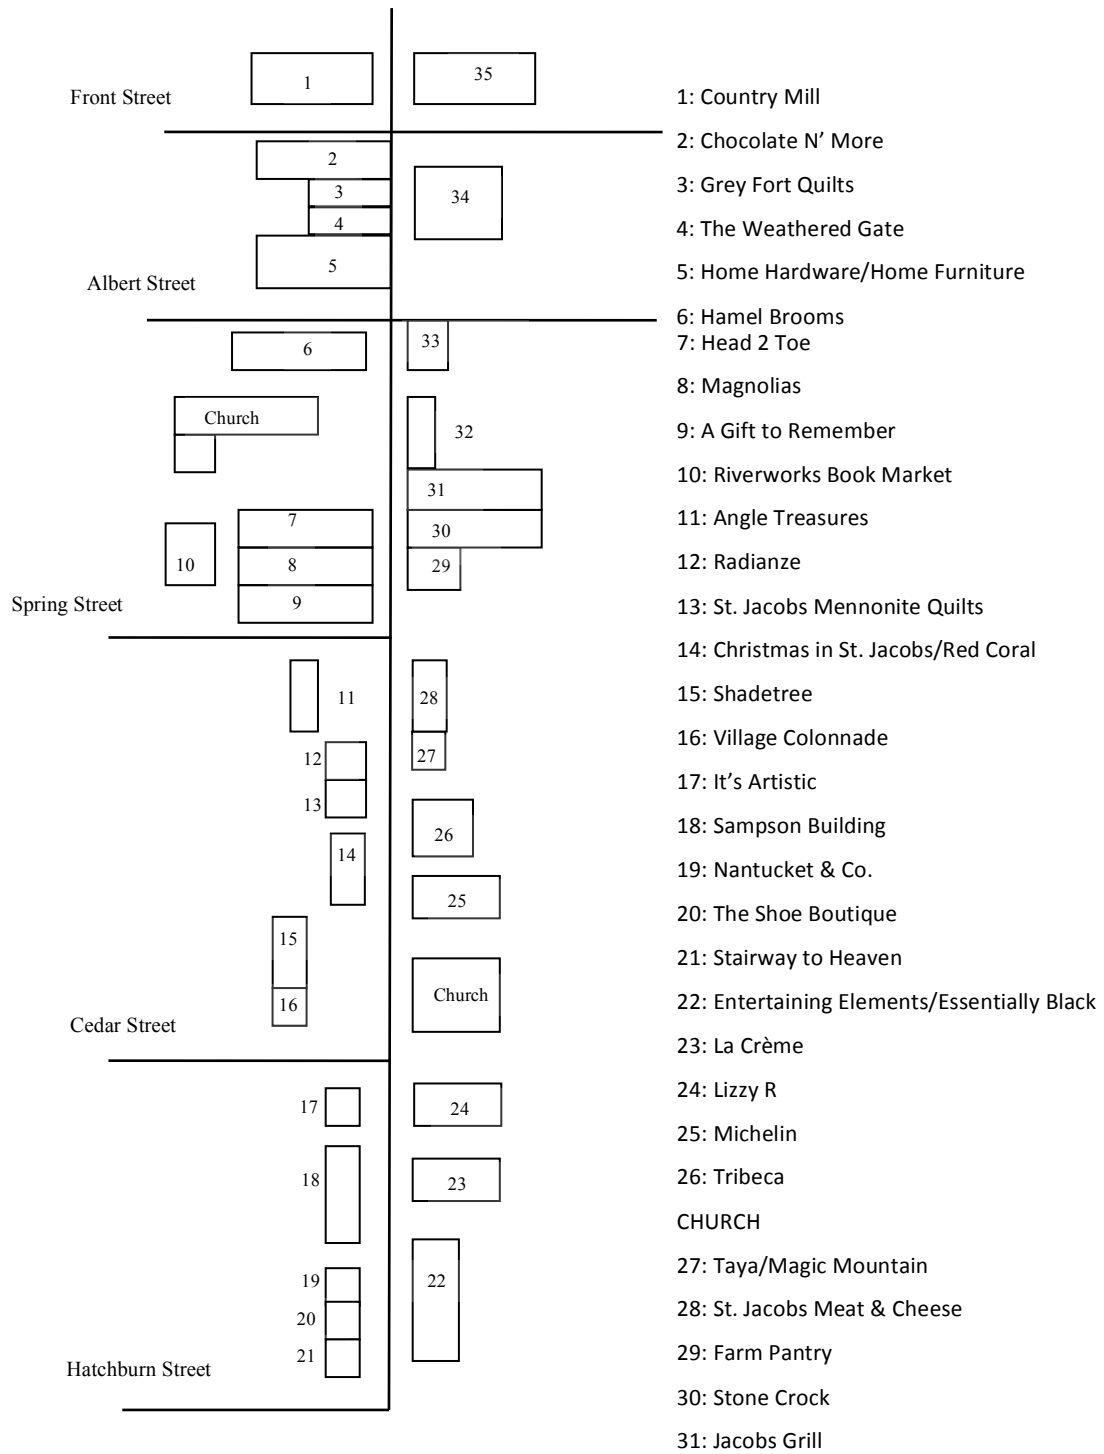 1
35
Front Street
2
3
34
4
5
Albert Street
6
33
Church
32
31
7
30
10
8
29
9
Spring Street
11
28
12
27
13
26
14
25
15
Church
16
Cedar Street
17
24
18
23
19
22
20
21
Hatchburn Street
1: Country Mill
2: Chocolate N’ More
3: Grey Fort Quilts
4: The Weathered Gate
5: Home Hardware/Home Furniture
6: Hamel Brooms
7: Head 2 Toe
8: Magnolias
9: A Gift to Remember
10: Riverworks Book Market
11: Angle Treasures
12: Radianze
13: St. Jacobs Mennonite Quilts
14: Christmas in St. Jacobs/Red Coral
15: Shadetree
16: Village Colonnade
17: It’s Artistic
18: Sampson Building
19: Nantucket & Co.
20: The Shoe Boutique
21: Stairway to Heaven
22: Entertaining Elements/Essentially Black
23: La Crème
24: Lizzy R
25: Michelin
26: Tribeca
CHURCH
27: Taya/Magic Mountain
28: St. Jacobs Meat & Cheese
29: Farm Pantry
30: Stone Crock
31: Jacobs Grill